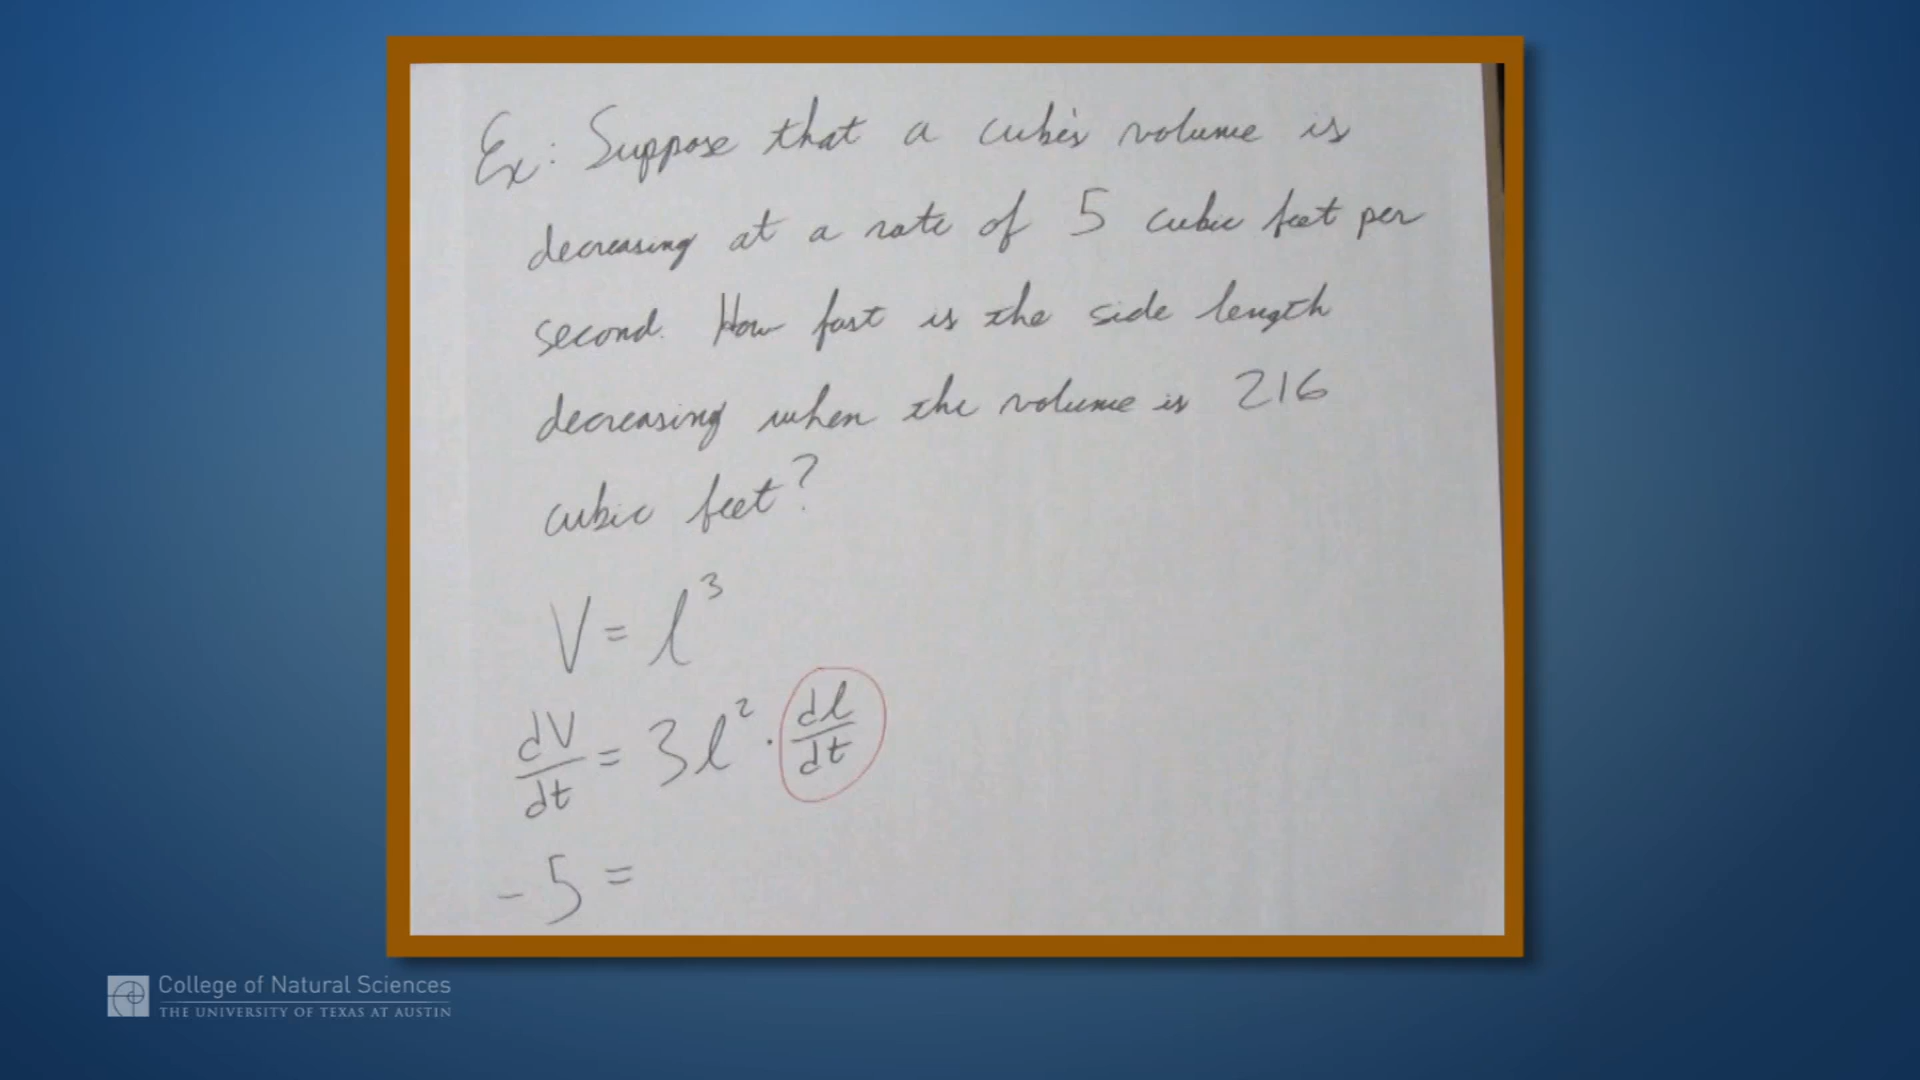 Ex: Suppose that a cube's volume is
decreasing at a rate of 5 cubic feet per
second. How fast is the side length
decreasing when the volume is 216
cubic feet?
V = l³
dV/dt = 3l² · dl/dt
-5 =
College of Natural Sciences
THE UNIVERSITY OF TEXAS AT AUSTIN